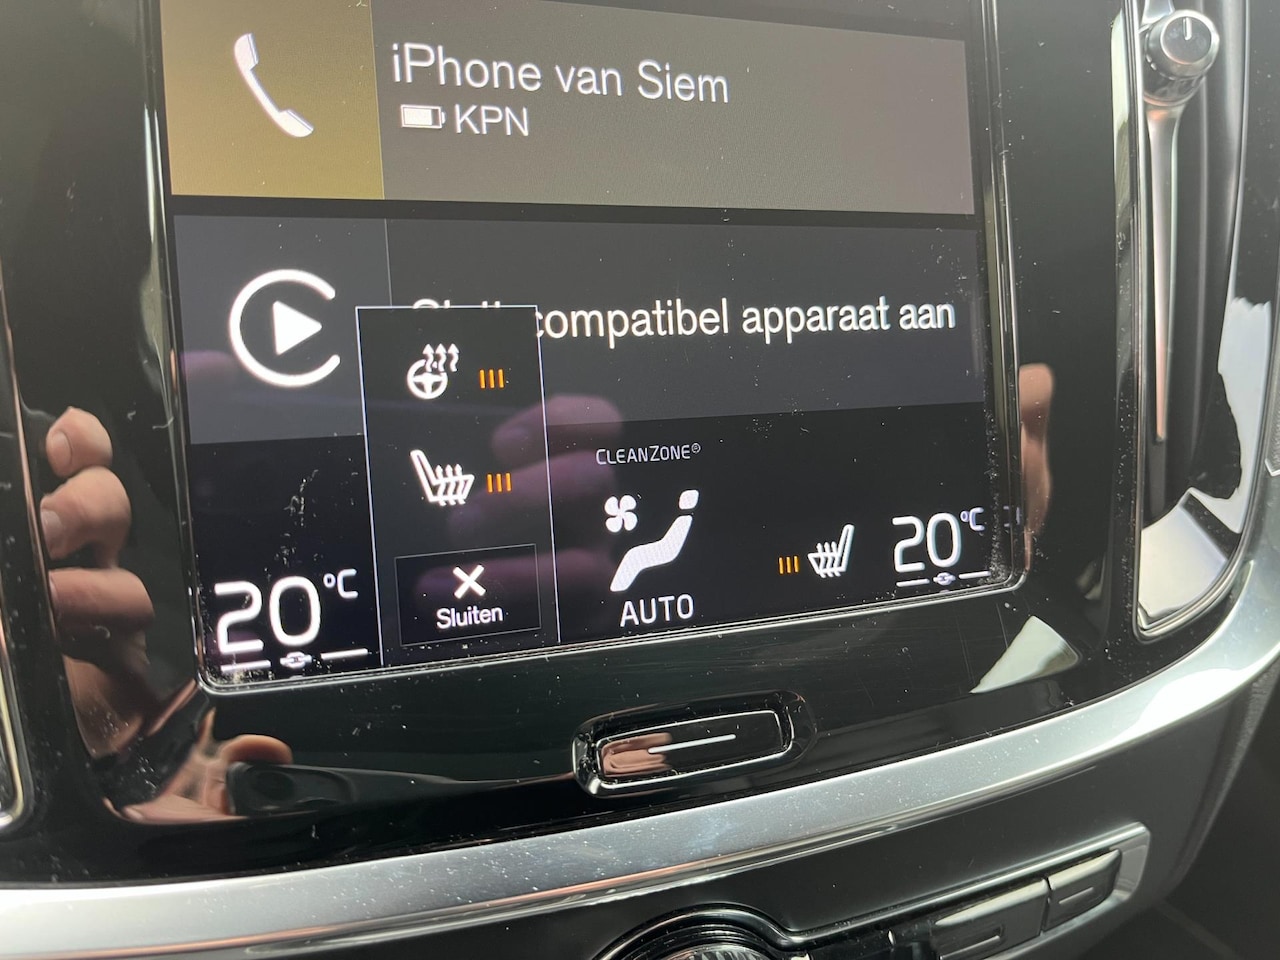 iPhone van Siem
KPN
compatibel apparaat aan
CLEANZONE®
20°C
20°C
AUTO
Sluiten